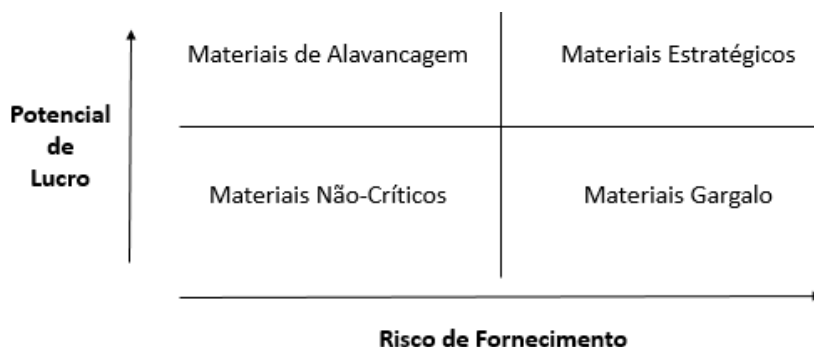 Materiais de Alavancagem
Materiais Estratégicos
Potencial
de
Lucro
Materiais Não-Críticos
Materiais Gargalo
Risco de Fornecimento